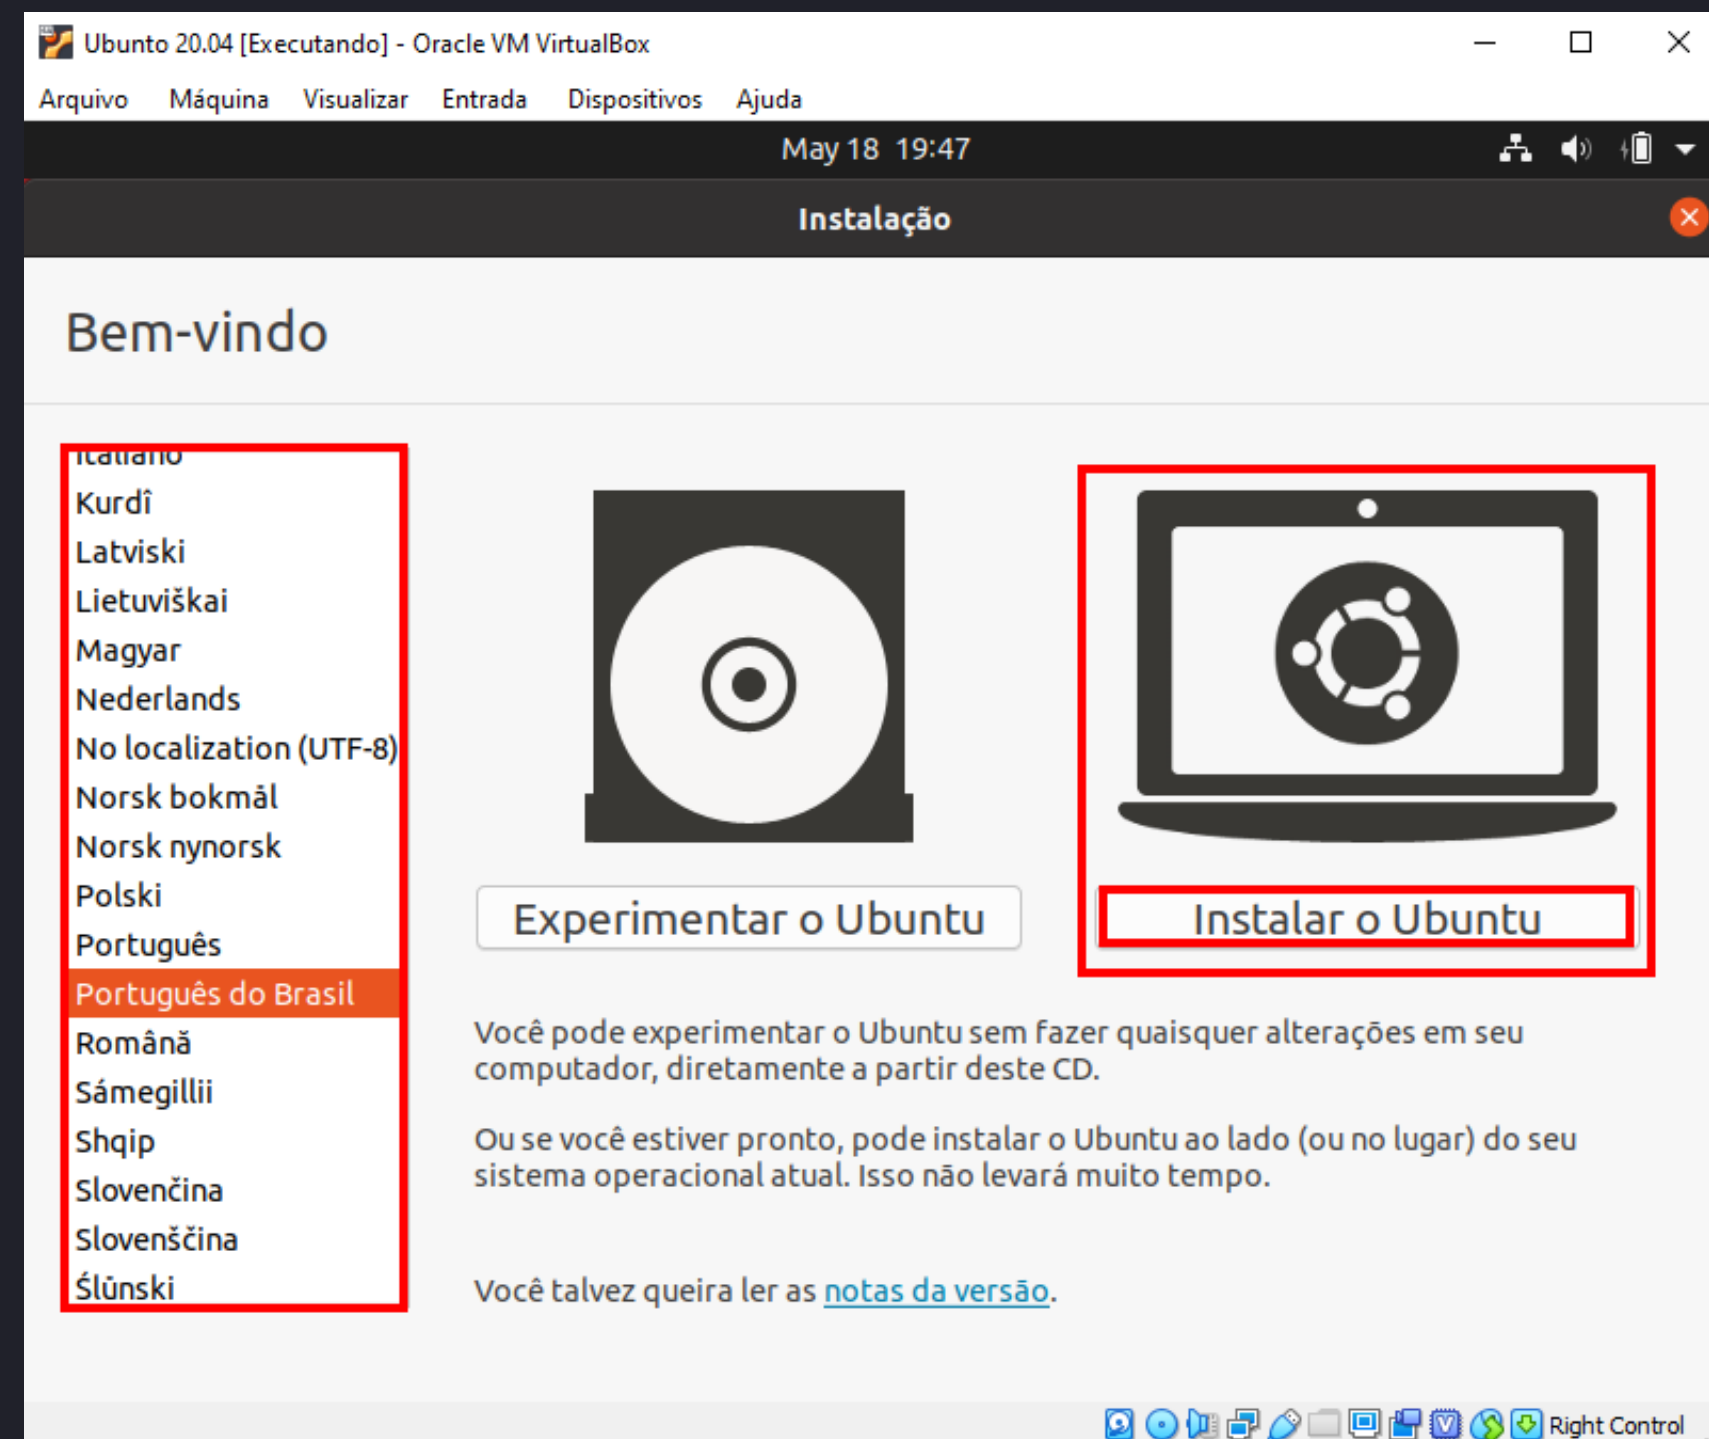 Ubunto 20.04 [Executando] - Oracle VM VirtualBox
Arquivo Máquina Visualizar Entrada Dispositivos Ajuda
May 18 19:47
Instalação
Bem-vindo
Italiano
Kurdî
Latviski
Lietuviškai
Magyar
Nederlands
No localization (UTF-8)
Norsk bokmål
Norsk nynorsk
Polski
Português
Português do Brasil
Română
Sámegillii
Shqip
Slovenčina
Slovenščina
Ślůnski
Experimentar o Ubuntu
Instalar o Ubuntu
Você pode experimentar o Ubuntu sem fazer quaisquer alterações em seu
computador, diretamente a partir deste CD.
Ou se você estiver pronto, pode instalar o Ubuntu ao lado (ou no lugar) do seu
sistema operacional atual. Isso não levará muito tempo.
Você talvez queira ler as notas da versão.
Right Control